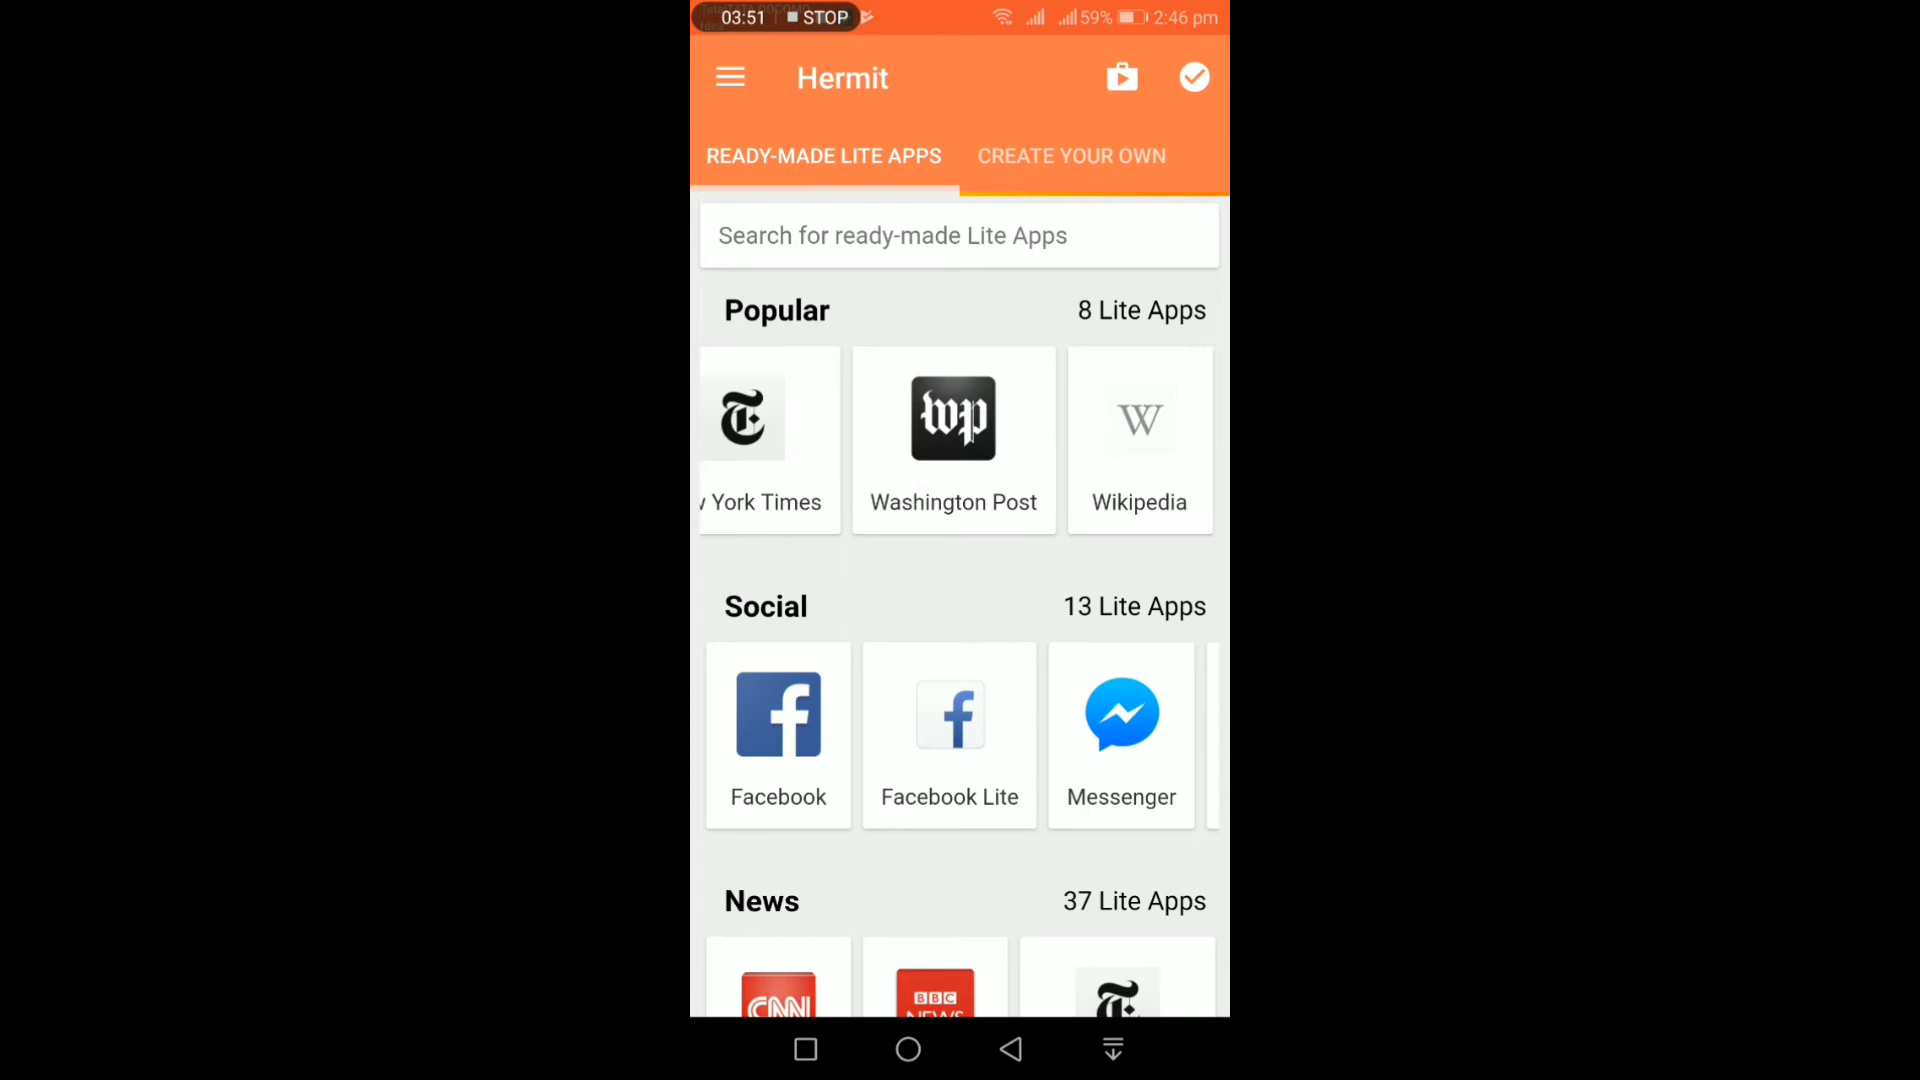 03:51 STOP 59% 2:46 pm
Hermit
READY-MADE LITE APPS CREATE YOUR OWN
Search for ready-made Lite Apps
Popular 8 Lite Apps
York Times Washington Post Wikipedia
Social 13 Lite Apps
Facebook Facebook Lite Messenger
News 37 Lite Apps
CNN BBC
NEWS